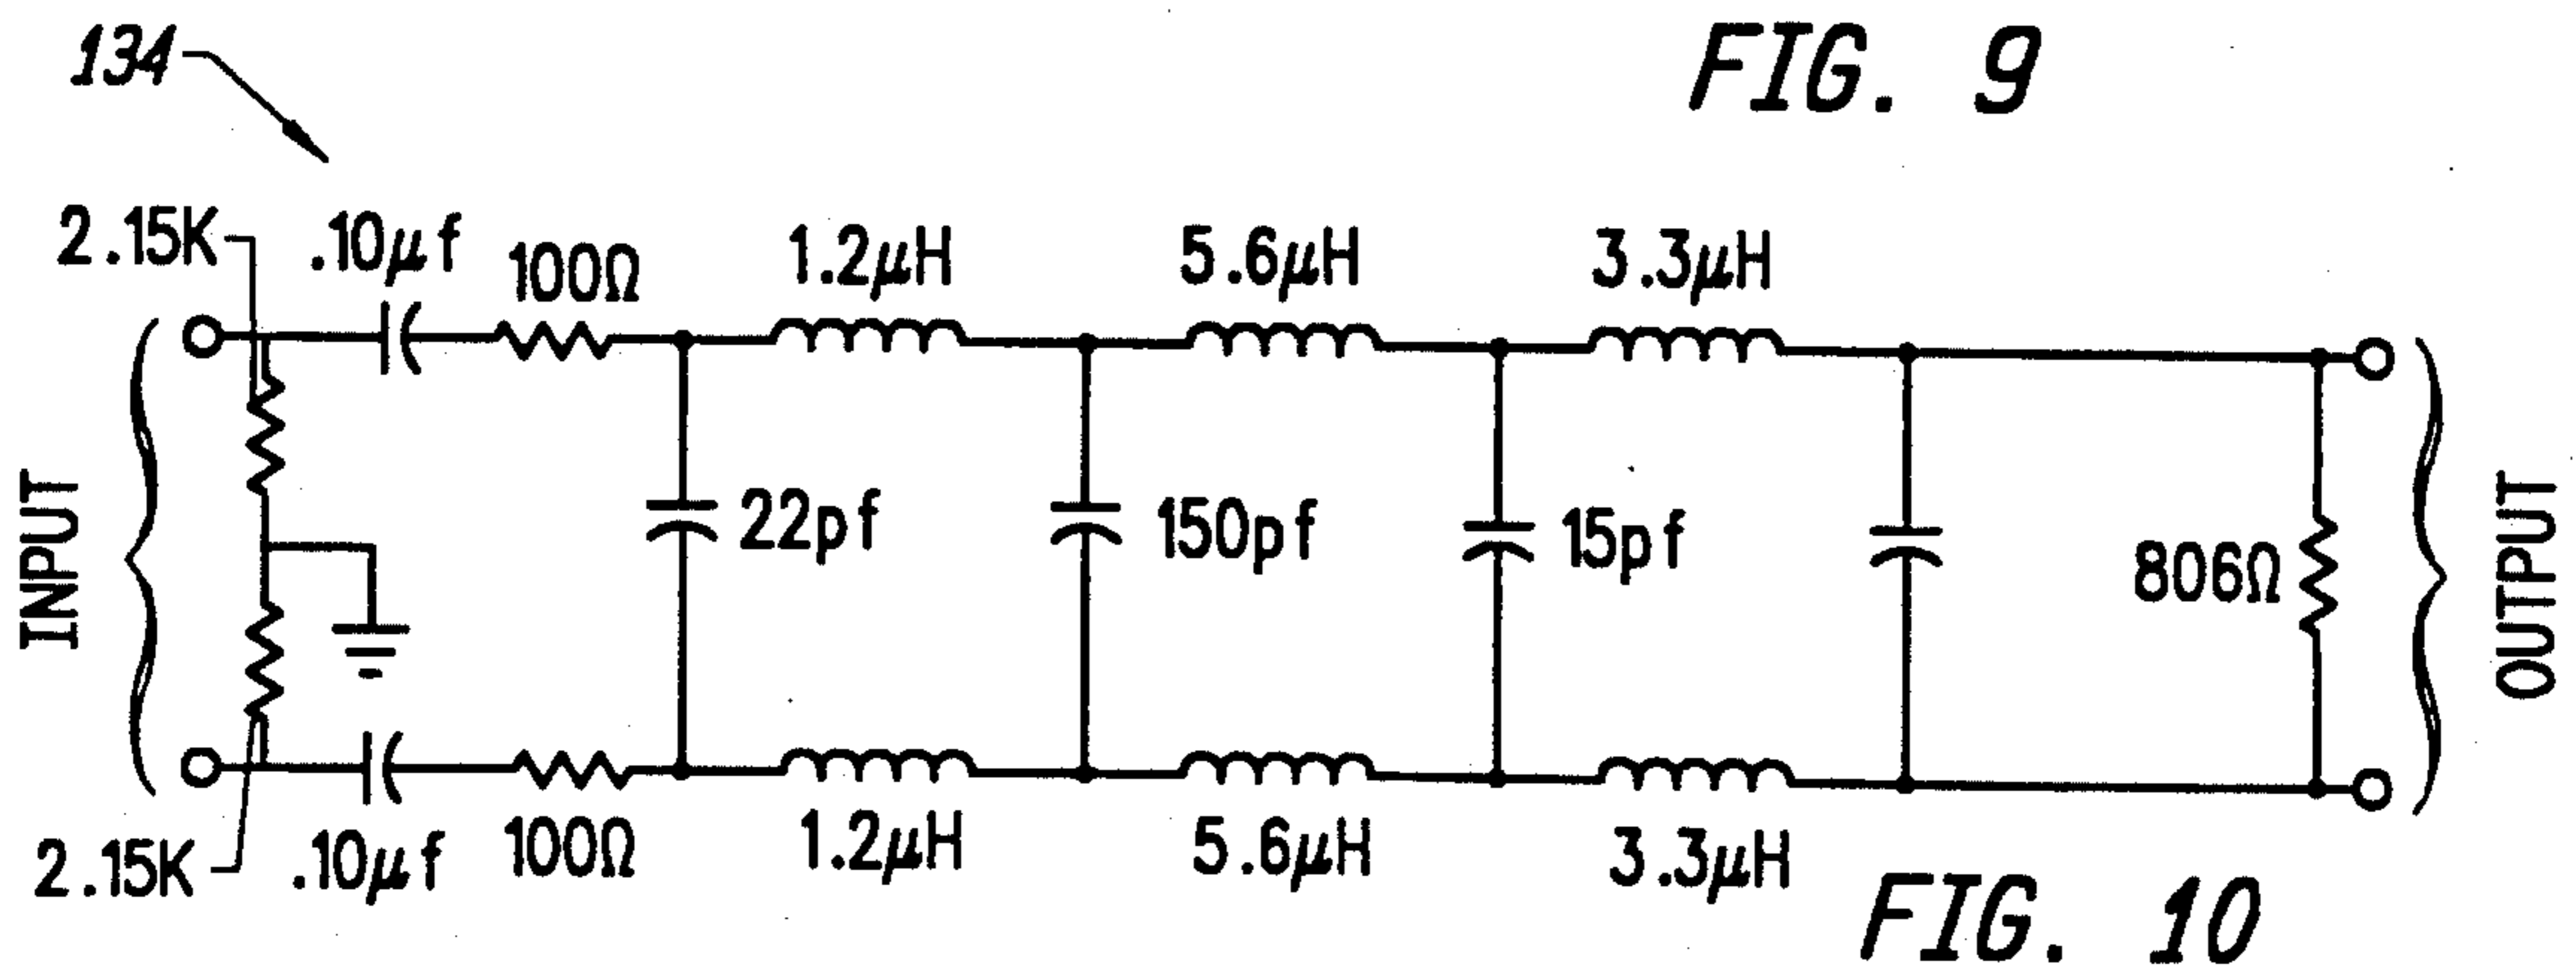 134
FIG. 9
2.15K
.10µf
100Ω
1.2µH
5.6µH
3.3µH
INPUT
22pf
150pf
15pf
806Ω
OUTPUT
2.15K
.10µf
100Ω
1.2µH
5.6µH
3.3µH
FIG. 10